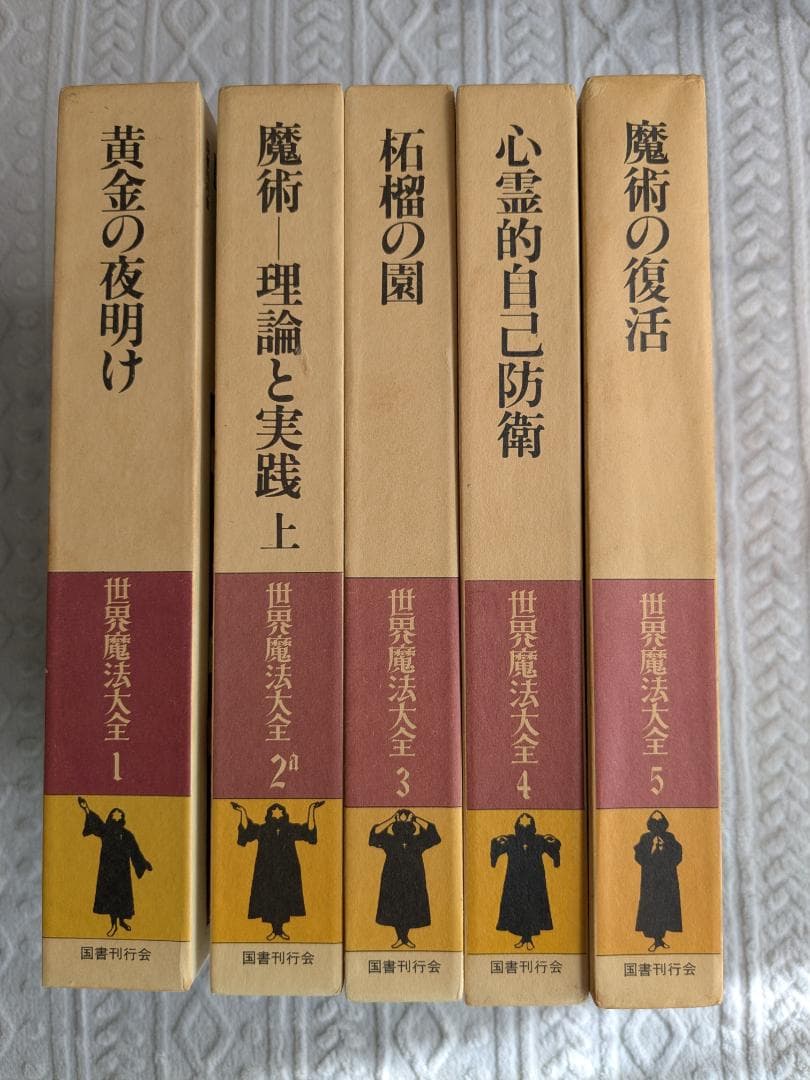 黄金の夜明け
世界魔法大全
1
国書刊行会
魔術―理論と実践 上
世界魔法大全
2a
国書刊行会
柘榴の園
世界魔法大全
3
国書刊行会
心霊的自己防衛
世界魔法大全
4
国書刊行会
魔術の復活
世界魔法大全
5
国書刊行会